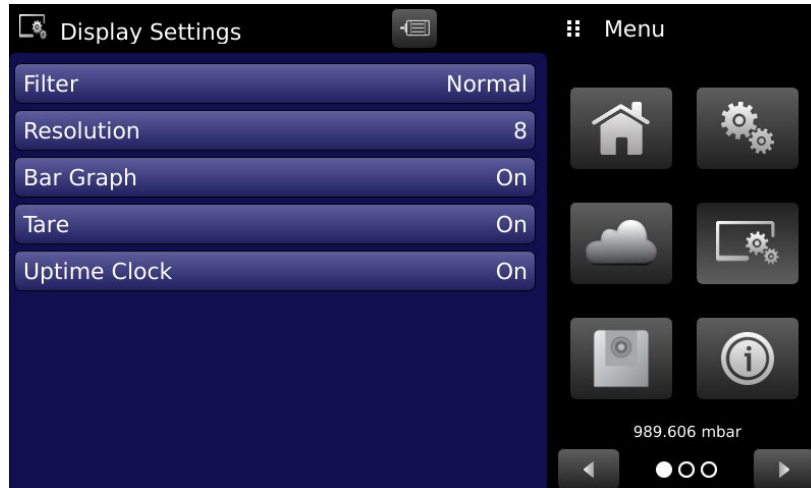 Display Settings
Menu
Filter Normal
Resolution 8
Bar Graph On
Tare On
Uptime Clock On
989.606 mbar